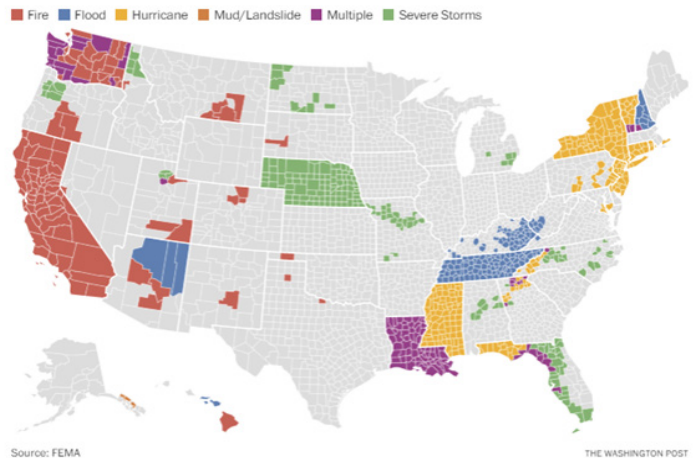 Fire Flood Hurricane Mud/Landslide Multiple Severe Storms
Source: FEMA
THE WASHINGTON POST